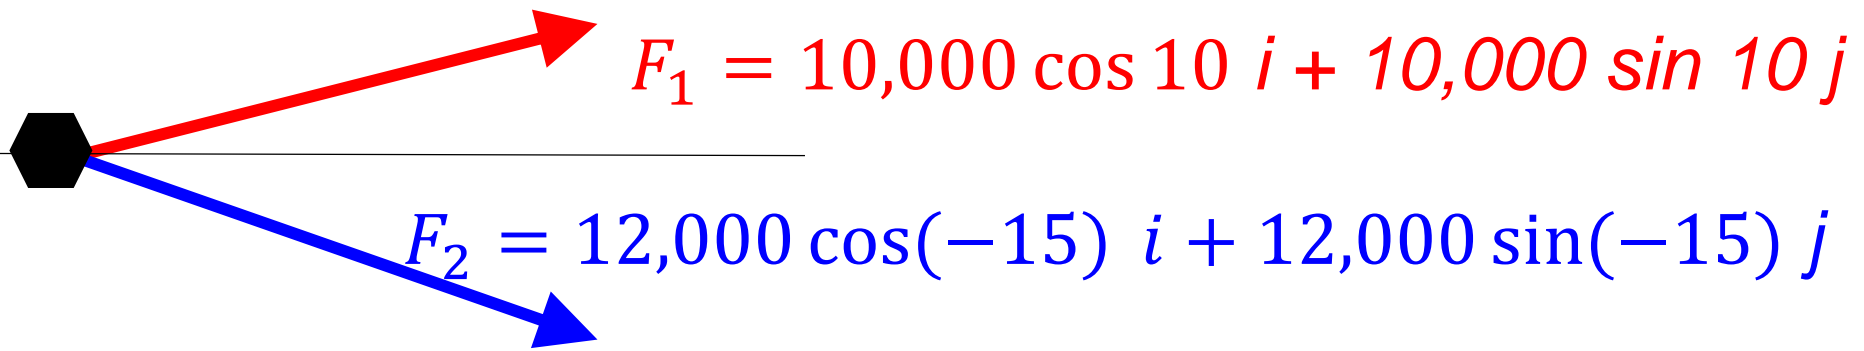 F₁ = 10,000 cos 10 i + 10,000 sin 10 j
F₂ = 12,000 cos(−15) i + 12,000 sin(−15) j